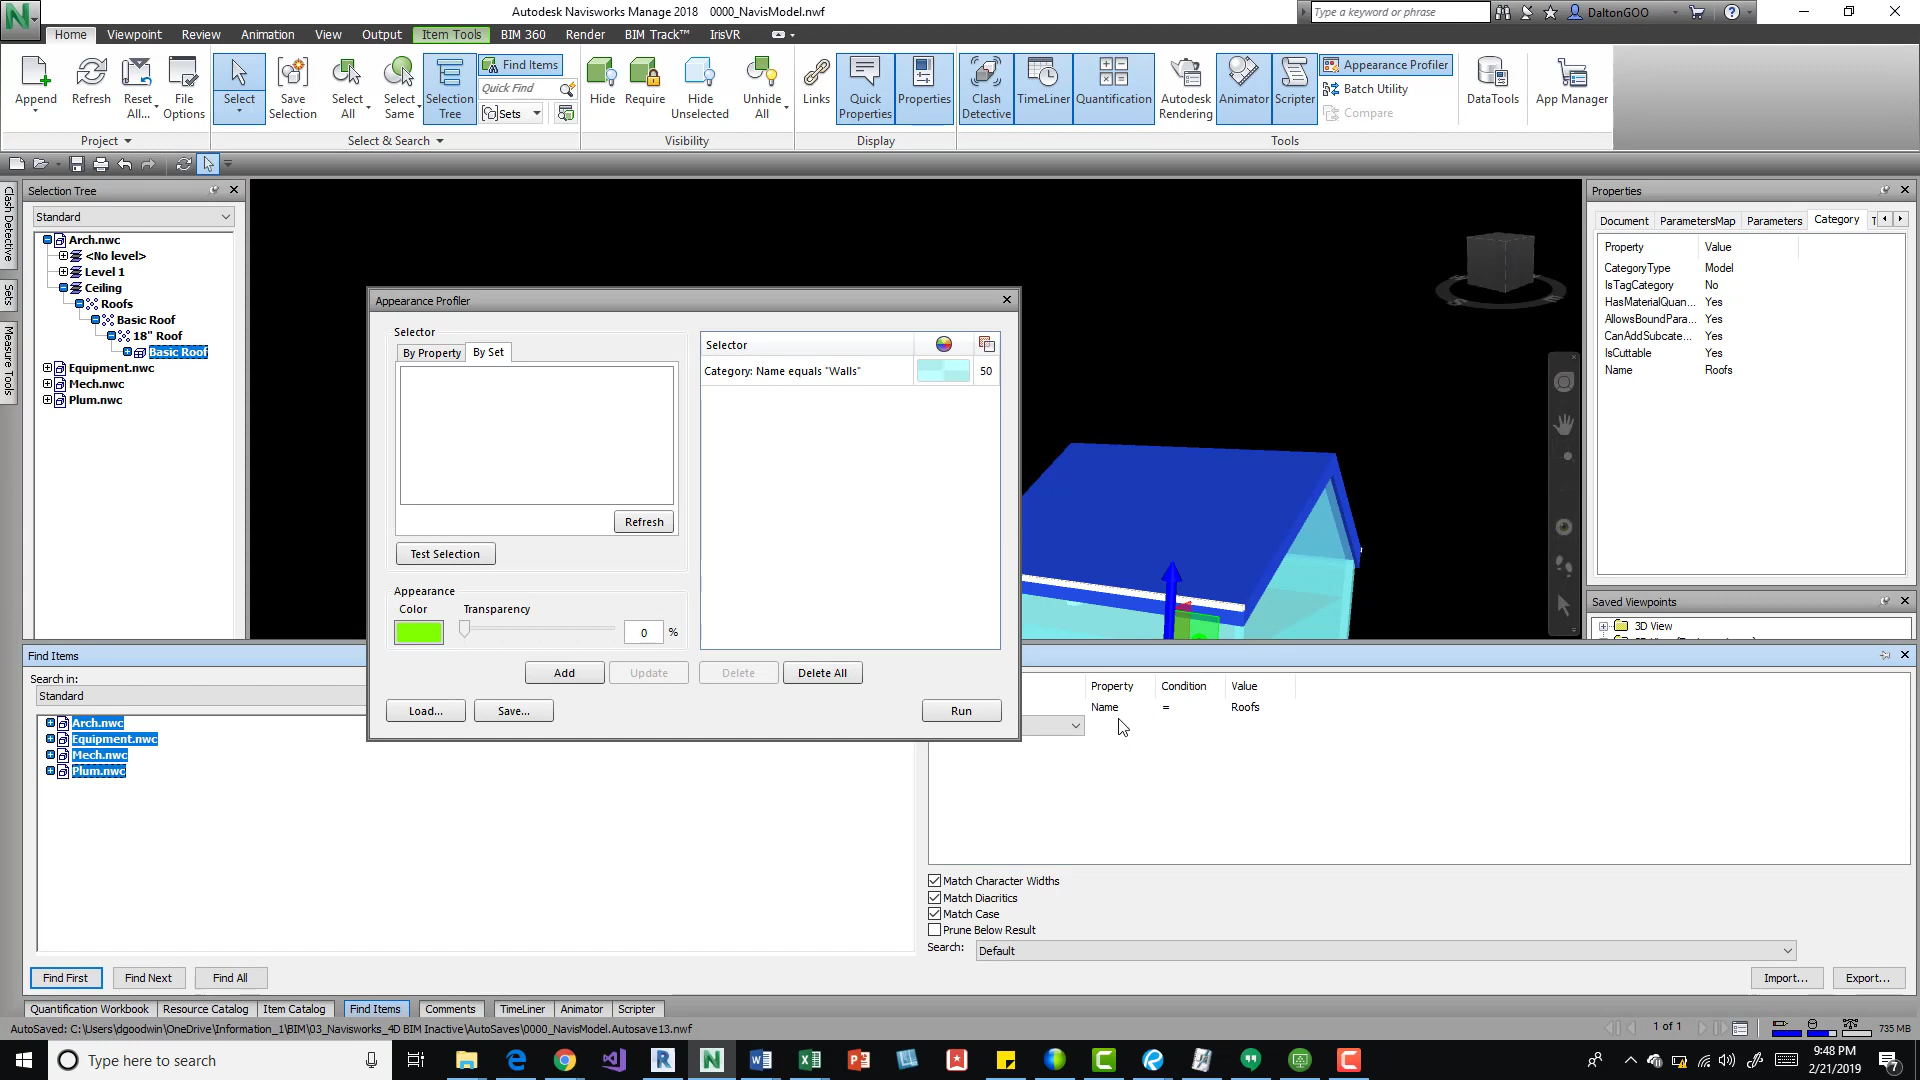 Autodesk Navisworks Manage 2018 0000_NavisModel.nwf
Type a keyword or phrase
DaltonGOO
Home Viewpoint Review Animation View Output Item Tools BIM 360 Render BIM Track™ IrisVR
Append
Refresh
Reset All...
File Options
Project
Select
Save Selection
Select All
Select Same
Selection Tree
Find Items
Quick Find
Sets
Select & Search
Hide
Require
Hide Unselected
Unhide All
Visibility
Links
Quick Properties
Properties
Display
Clash Detective
TimeLiner
Quantification
Autodesk Rendering
Animator
Scripter
Appearance Profiler
Batch Utility
Compare
Tools
DataTools
App Manager
Clash Detective
Sets
Measure Tools
Selection Tree
Standard
Arch.nwc
<No level>
Level 1
Ceiling
Roofs
Basic Roof
18" Roof
Basic Roof
Equipment.nwc
Mech.nwc
Plum.nwc
Appearance Profiler
Selector
By Property By Set
Refresh
Test Selection
Appearance
Color Transparency
0 %
Add Update Delete Delete All
Load... Save... Run
Selector
Category: Name equals "Walls" 50
Properties
Document ParametersMap Parameters Category
Property Value
CategoryType Model
IsTagCategory No
HasMaterialQuan... Yes
AllowsBoundPara... Yes
CanAddSubcate... Yes
IsCuttable Yes
Name Roofs
Saved Viewpoints
3D View
Find Items
Search in:
Standard
Arch.nwc
Equipment.nwc
Mech.nwc
Plum.nwc
Property Condition Value
Name = Roofs
Match Character Widths
Match Diacritics
Match Case
Prune Below Result
Search: Default
Find First Find Next Find All
Import... Export...
Quantification Workbook Resource Catalog Item Catalog Find Items Comments TimeLiner Animator Scripter
AutoSaved: C:\Users\dgoodwin\OneDrive\Information_1\BIM\03_Navisworks_4D BIM Inactive\AutoSaves\0000_NavisModel.Autosave13.nwf
1 of 1
735 MB
Type here to search
9:48 PM
2/21/2019
7